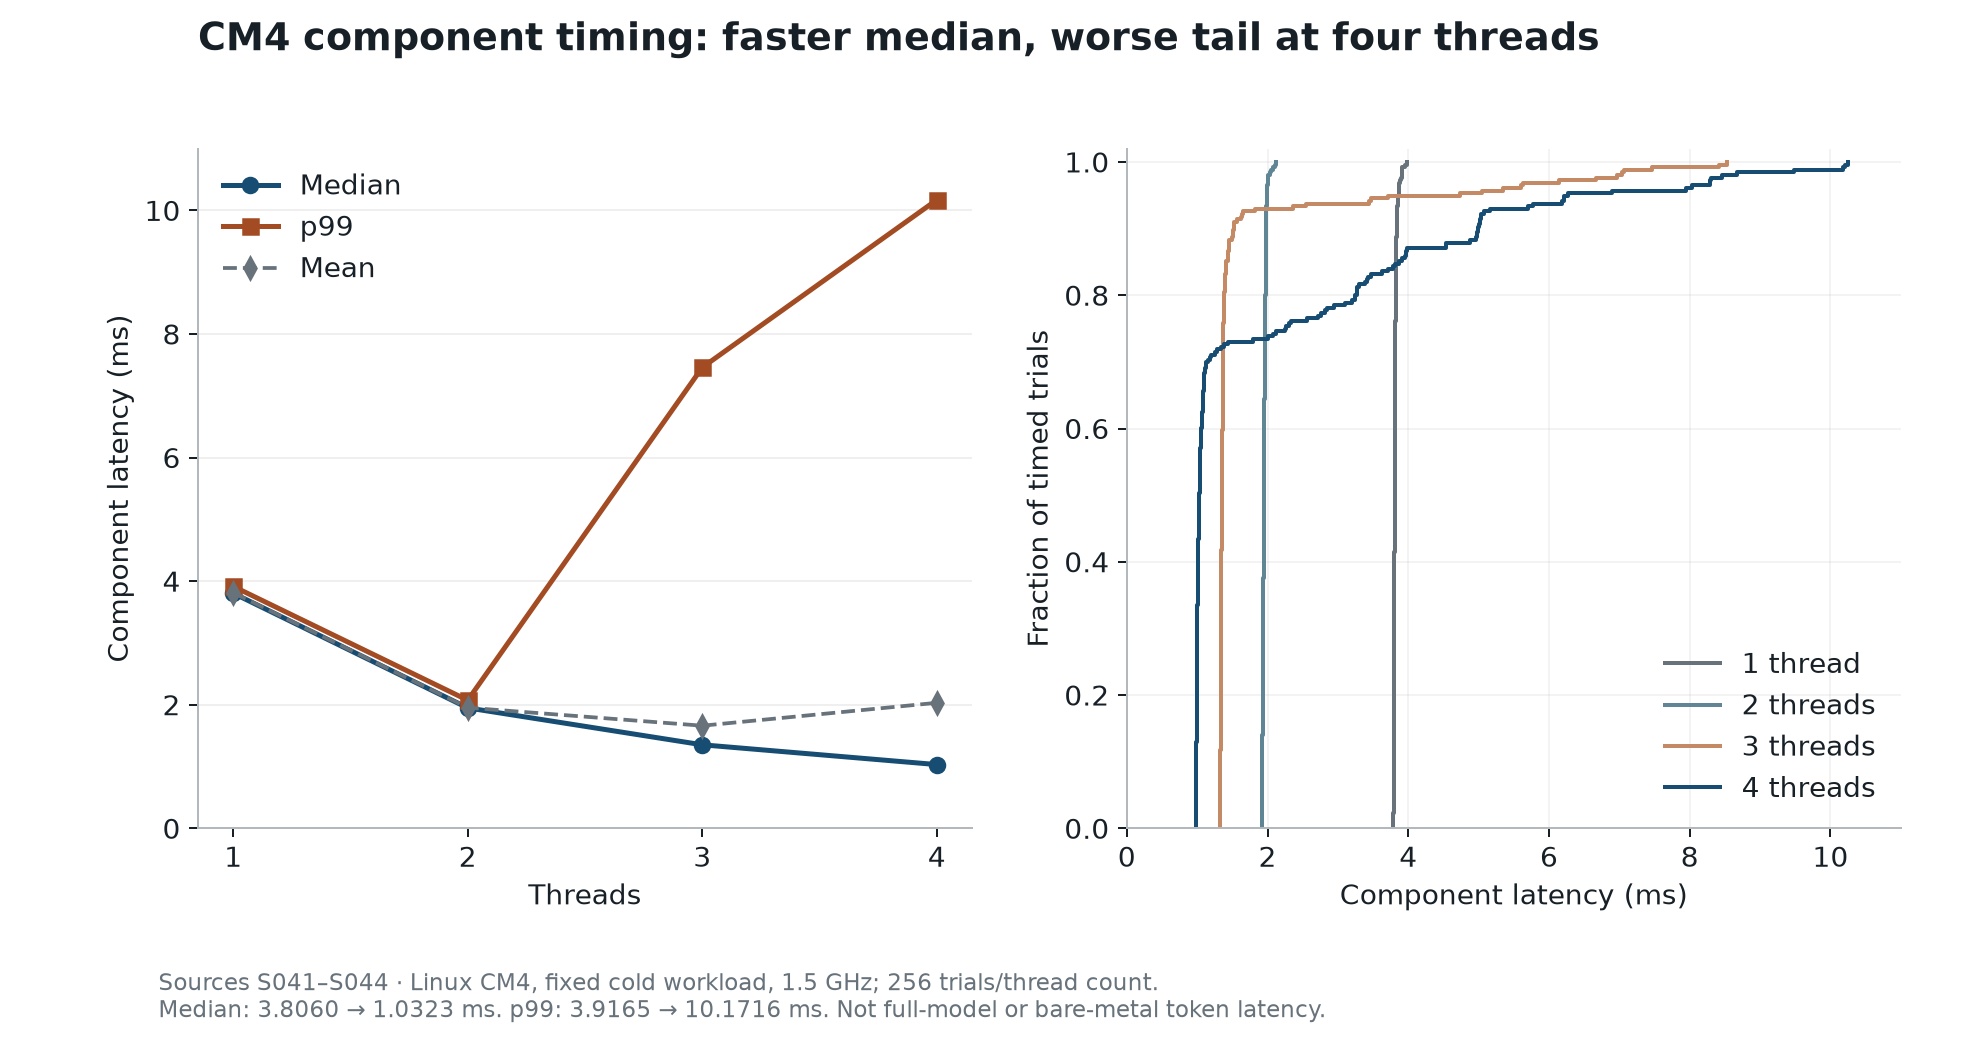 CM4 component timing: faster median, worse tail at four threads
Median
p99
Mean
Component latency (ms)
10
8
6
4
2
0
1
2
3
4
Threads
Fraction of timed trials
1.0
0.8
0.6
0.4
0.2
0.0
1 thread
2 threads
3 threads
4 threads
0
2
4
6
8
10
Component latency (ms)
Sources S041–S044 · Linux CM4, fixed cold workload, 1.5 GHz; 256 trials/thread count.
Median: 3.8060 → 1.0323 ms. p99: 3.9165 → 10.1716 ms. Not full-model or bare-metal token latency.